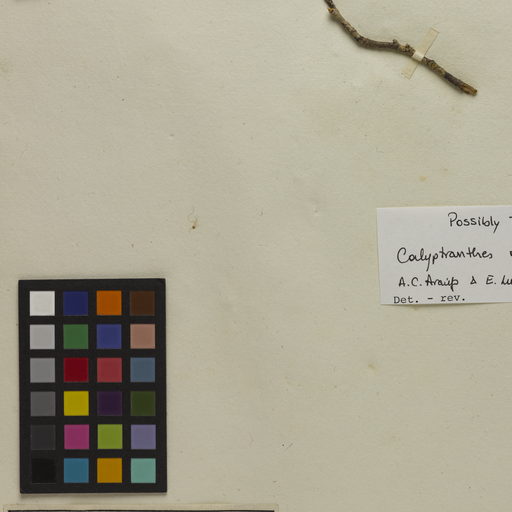 Possibly
Calyptranthes
A.C. Araújo & E. Lu
Det. - rev.